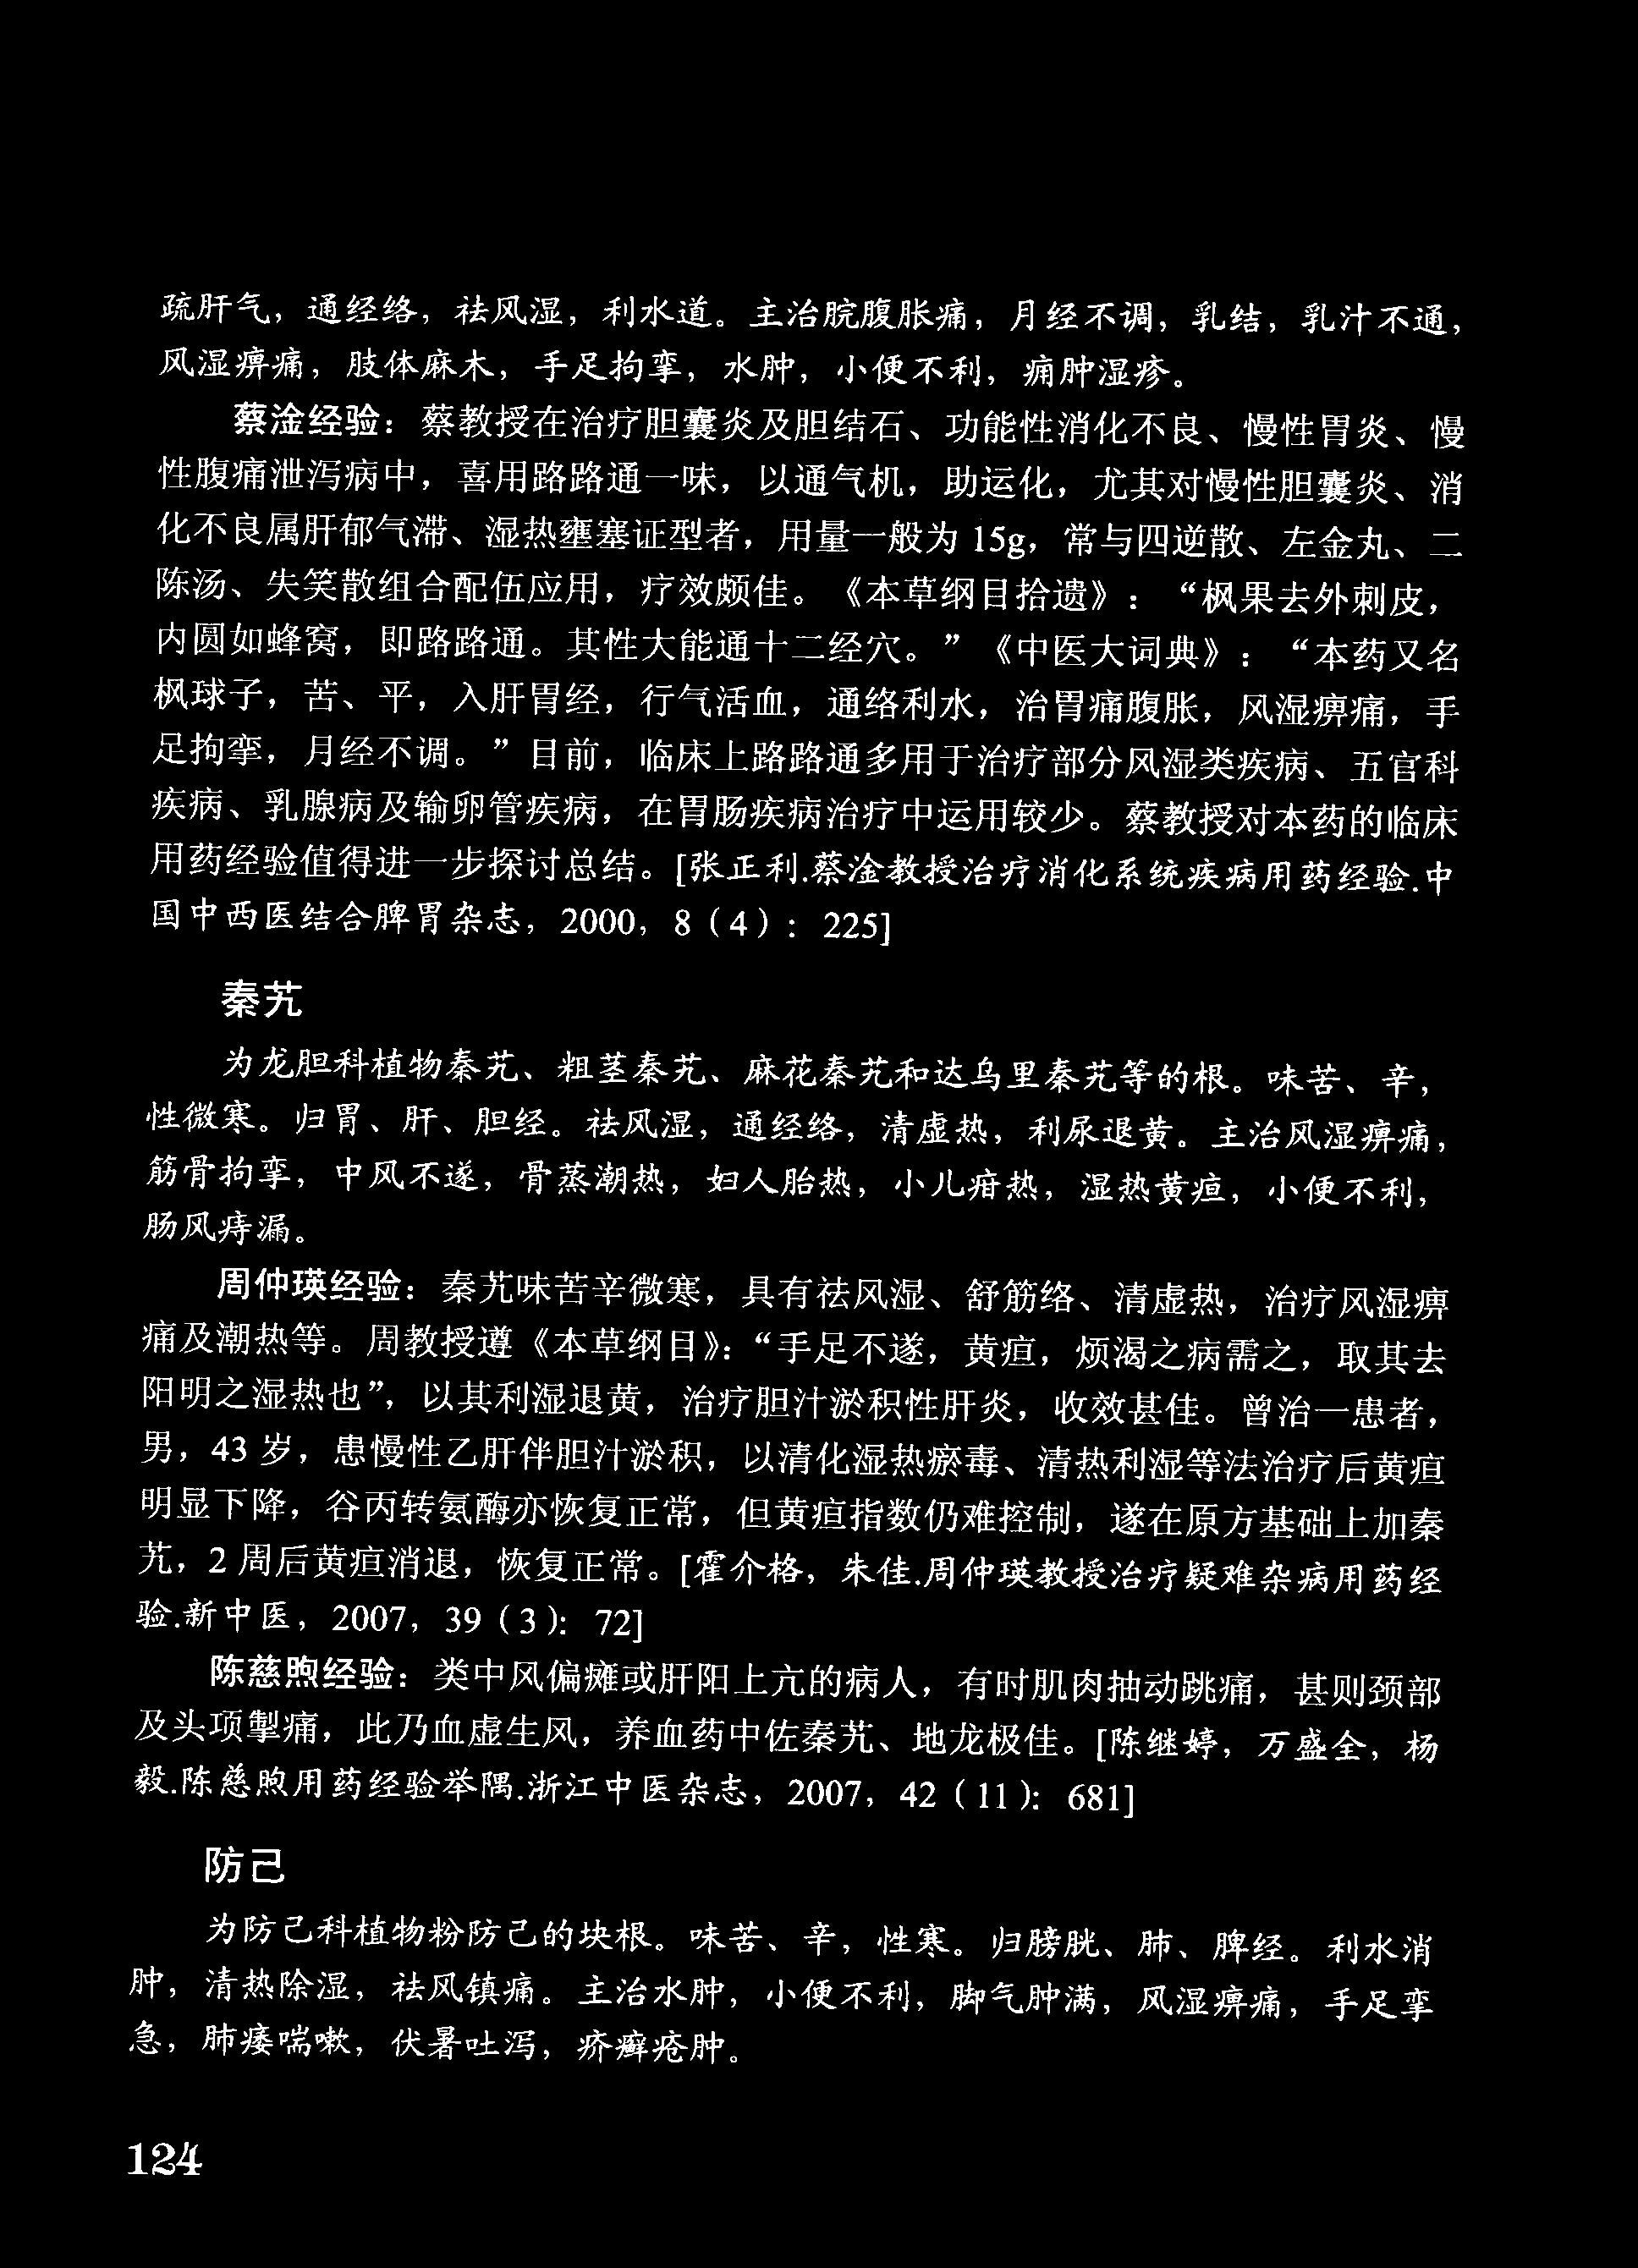 疏肝气，通经络，祛风湿，利水道。主治脘腹胀痛，月经不调，乳结，乳汁不通，
风湿痹痛，肢体麻木，手足拘挛，水肿，小便不利，痈肿湿疹。
蔡淦经验：蔡教授在治疗胆囊炎及胆结石、功能性消化不良、慢性胃炎、慢
性腹痛泄泻病中，喜用路路通一味，以通气机，助运化，尤其对慢性胆囊炎、消
化不良属肝郁气滞、湿热壅塞证型者，用量一般为 15g，常与四逆散、左金丸、二
陈汤、失笑散组合配伍应用，疗效颇佳。《本草纲目拾遗》：“枫果去外刺皮，
内圆如蜂窝，即路路通。其性大能通十二经穴。”《中医大词典》：“本药又名
枫球子，苦、平，入肝胃经，行气活血，通络利水，治胃痛腹胀，风湿痹痛，手
足拘挛，月经不调。”目前，临床上路路通多用于治疗部分风湿类疾病、五官科
疾病、乳腺病及输卵管疾病，在胃肠疾病治疗中运用较少。蔡教授对本药的临床
用药经验值得进一步探讨总结。[张正利.蔡淦教授治疗消化系统疾病用药经验.中
国中西医结合脾胃杂志，2000，8（4）：225]
秦艽
为龙胆科植物秦艽、粗茎秦艽、麻花秦艽和达乌里秦艽等的根。味苦、辛，
性微寒。归胃、肝、胆经。祛风湿，通经络，清虚热，利尿退黄。主治风湿痹痛，
筋骨拘挛，中风不遂，骨蒸潮热，妇人胎热，小儿疳热，湿热黄疸，小便不利，
肠风痔漏。
周仲瑛经验：秦艽味苦辛微寒，具有祛风湿、舒筋络、清虚热，治疗风湿痹
痛及潮热等。周教授遵《本草纲目》：“手足不遂，黄疸，烦渴之病需之，取其去
阳明之湿热也”，以其利湿退黄，治疗胆汁淤积性肝炎，收效甚佳。曾治一患者，
男，43 岁，患慢性乙肝伴胆汁淤积，以清化湿热瘀毒、清热利湿等法治疗后黄疸
明显下降，谷丙转氨酶亦恢复正常，但黄疸指数仍难控制，遂在原方基础上加秦
艽，2 周后黄疸消退，恢复正常。[霍介格，朱佳.周仲瑛教授治疗疑难杂病用药经
验.新中医，2007，39（3）：72]
陈慈煦经验：类中风偏瘫或肝阳上亢的病人，有时肌肉抽动跳痛，甚则颈部
及头项掣痛，此乃血虚生风，养血药中佐秦艽、地龙极佳。[陈继婷，万盛全，杨
毅.陈慈煦用药经验举隅.浙江中医杂志，2007，42（11）：681]
防己
为防己科植物粉防己的块根。味苦、辛，性寒。归膀胱、肺、脾经。利水消
肿，清热除湿，祛风镇痛。主治水肿，小便不利，脚气肿满，风湿痹痛，手足挛
急，肺痿喘嗽，伏暑吐泻，疥癣疮肿。
124